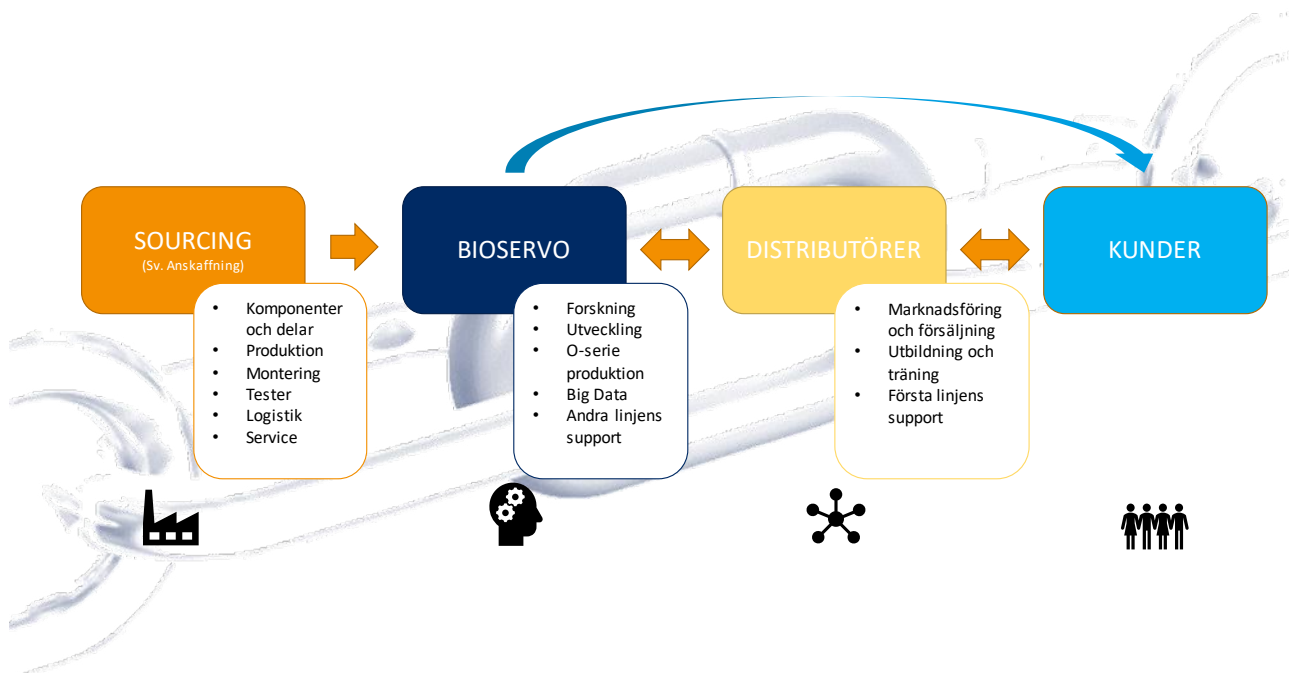 SOURCING
(Sv. Anskaffning)
• Komponenter
och delar
• Produktion
• Montering
• Tester
• Logistik
• Service
BIOSERVO
• Forskning
• Utveckling
• O-serie
produktion
• Big Data
• Andra linjens
support
DISTRIBUTÖRER
• Marknadsföring
och försäljning
• Utbildning och
träning
• Första linjens
support
KUNDER